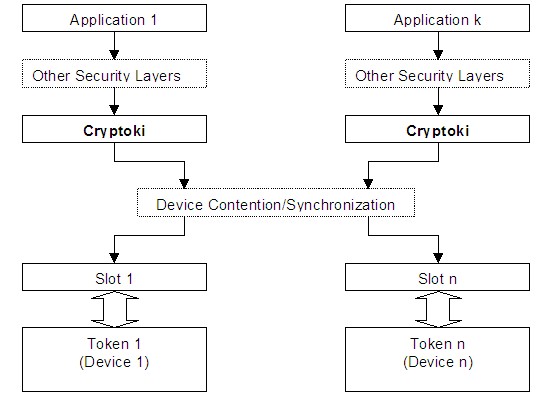 Application 1
Application k
Other Security Layers
Other Security Layers
Cryptoki
Cryptoki
Device Contention/Synchronization
Slot 1
Slot n
Token 1
(Device 1)
Token n
(Device n)